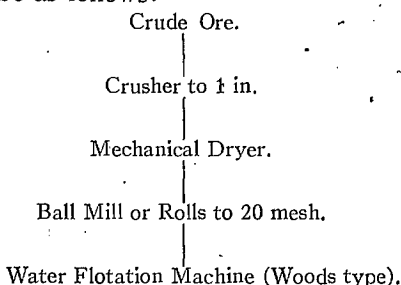 Crude Ore.
Crusher to 1 in.
Mechanical Dryer.
Ball Mill or Rolls to 20 mesh.
Water Flotation Machine (Woods type).